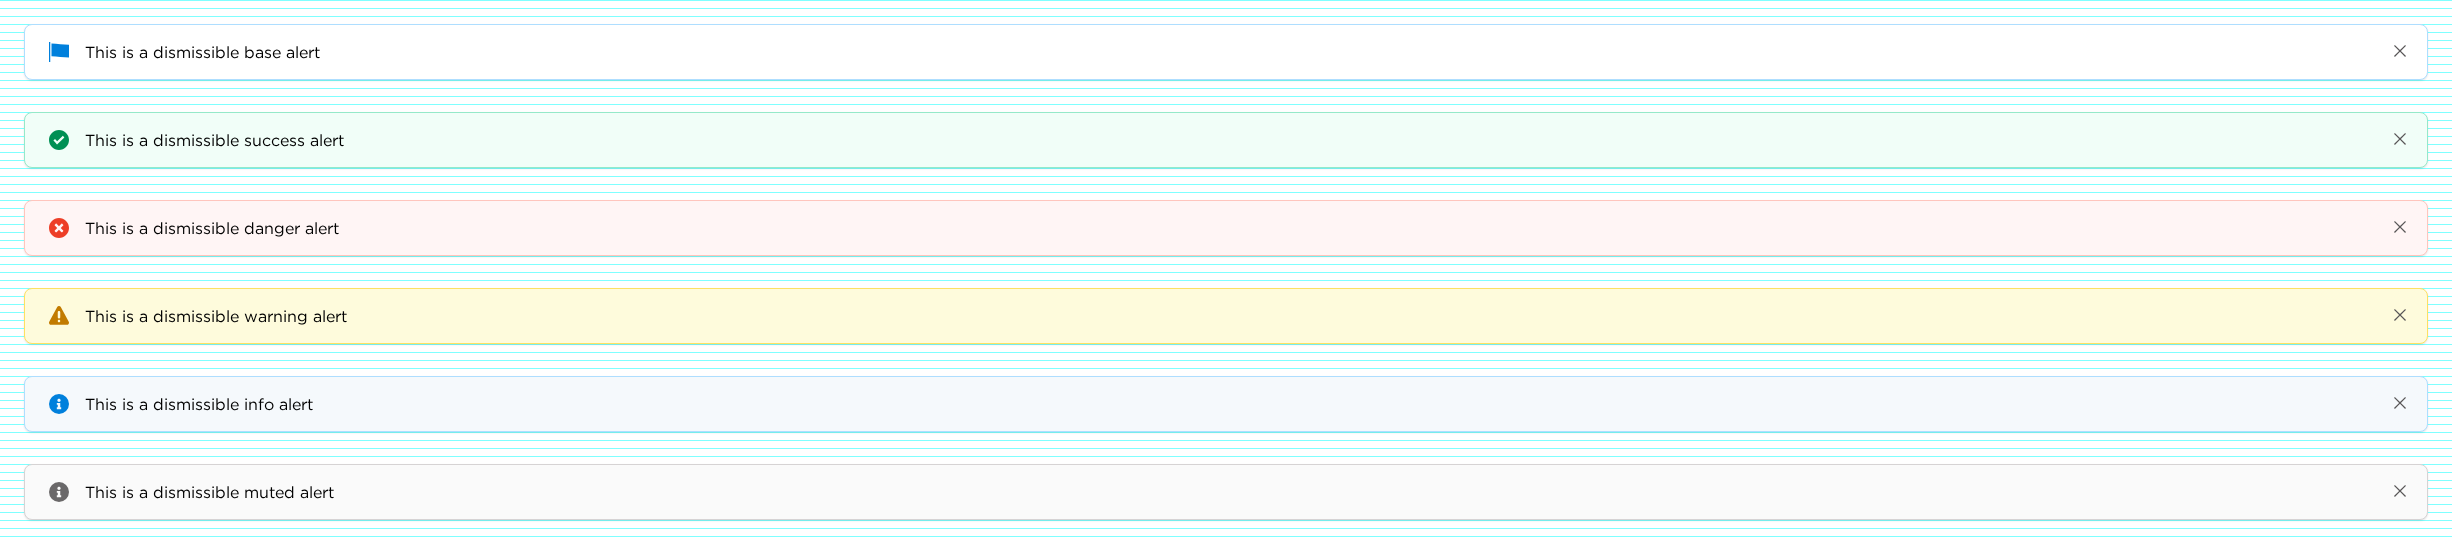 This is a dismissible base alert
This is a dismissible success alert
This is a dismissible danger alert
This is a dismissible warning alert
This is a dismissible info alert
This is a dismissible muted alert